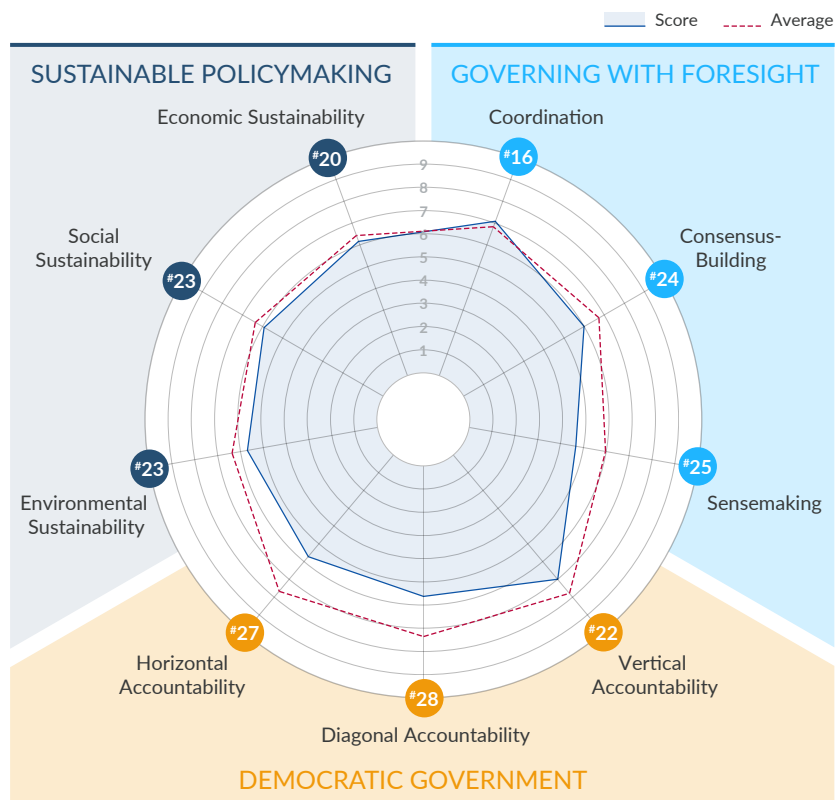 Score
Average
SUSTAINABLE POLICYMAKING
GOVERNING WITH FORESIGHT
Economic Sustainability
Coordination
#20
#16
9
8
7
6
5
4
3
2
1
Social
Sustainability
#23
Consensus-
Building
#24
#23
Environmental
Sustainability
#25
Sensemaking
#27
Horizontal
Accountability
#22
Vertical
Accountability
#28
Diagonal Accountability
DEMOCRATIC GOVERNMENT